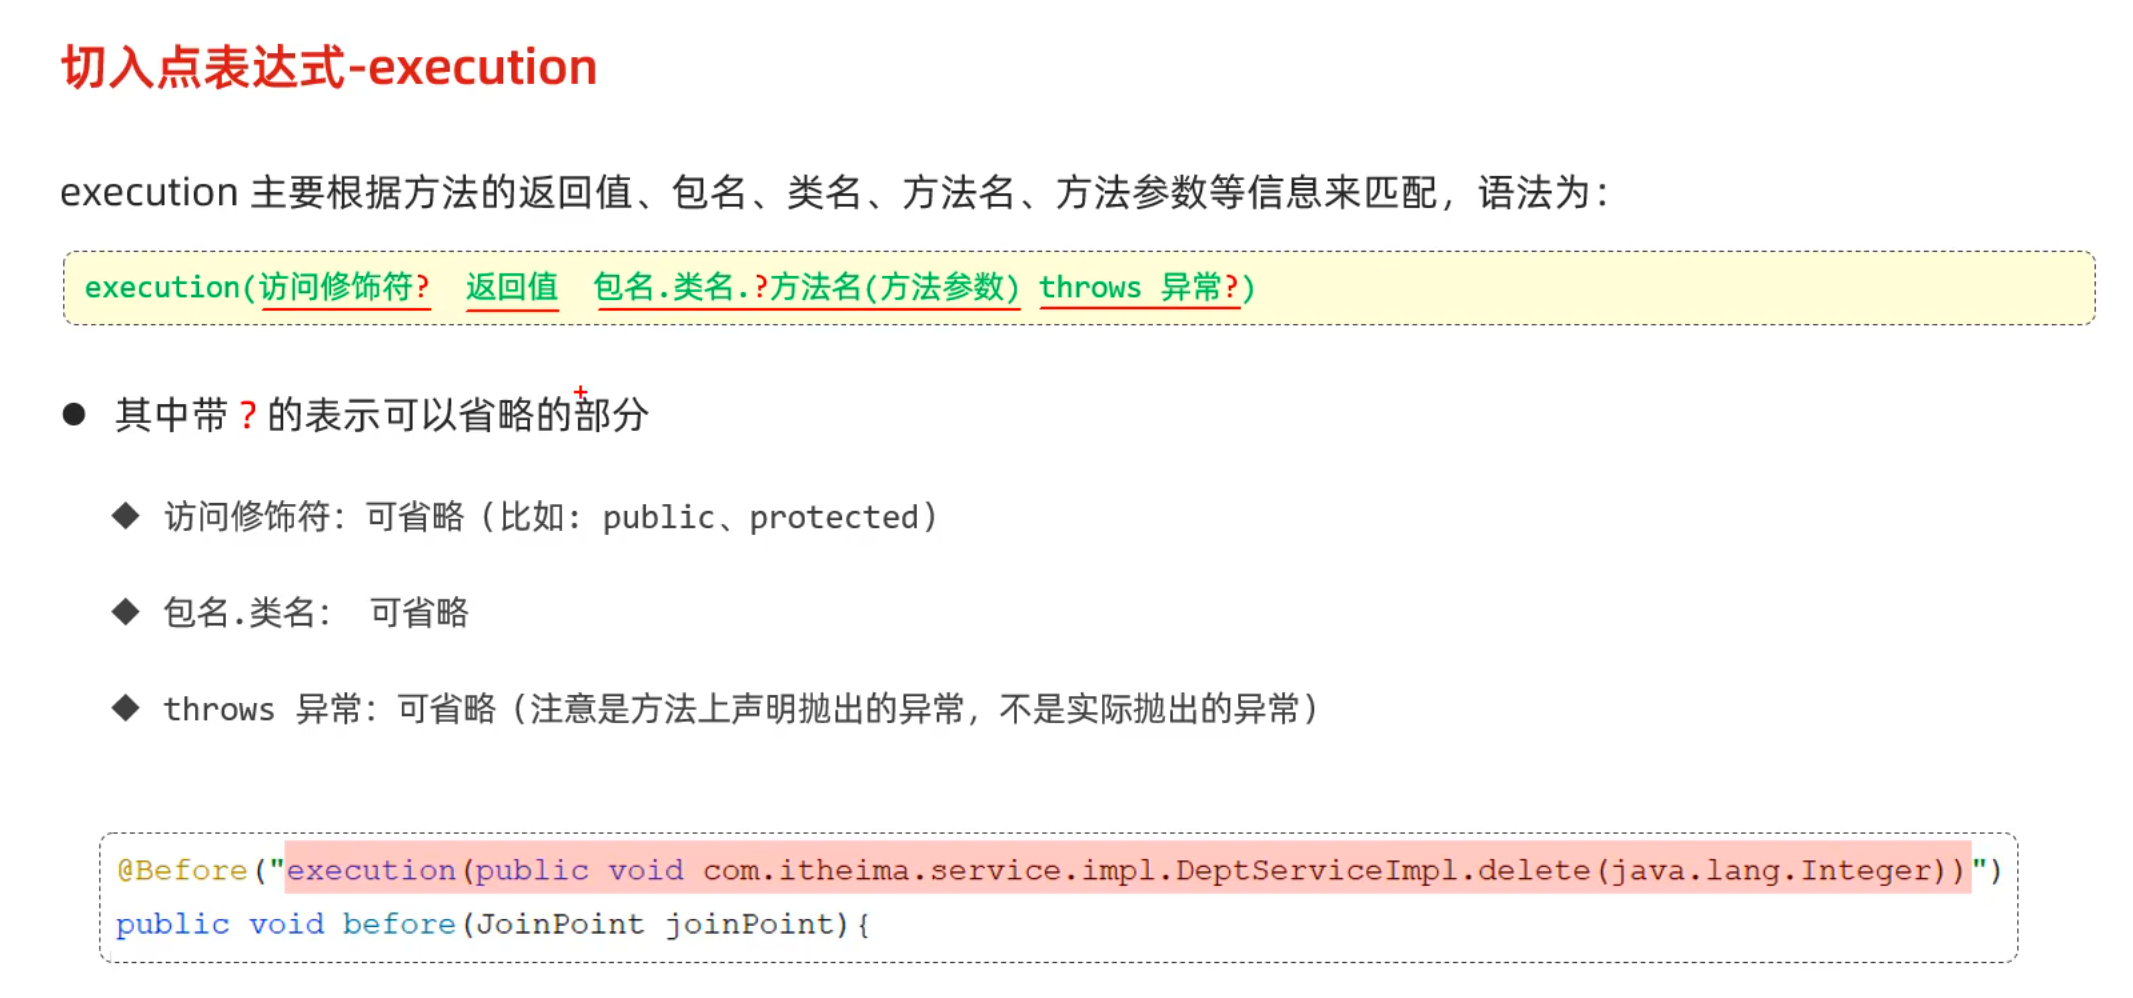 切入点表达式-execution
execution 主要根据方法的返回值、包名、类名、方法名、方法参数等信息来匹配，语法为：
execution(访问修饰符?  返回值  包名.类名.?方法名(方法参数) throws 异常?)
● 其中带 ? 的表示可以省略的部分
◆ 访问修饰符：可省略（比如: public、protected）
◆ 包名.类名： 可省略
◆ throws 异常：可省略（注意是方法上声明抛出的异常，不是实际抛出的异常）
@Before("execution(public void com.itheima.service.impl.DeptServiceImpl.delete(java.lang.Integer))")
public void before(JoinPoint joinPoint){